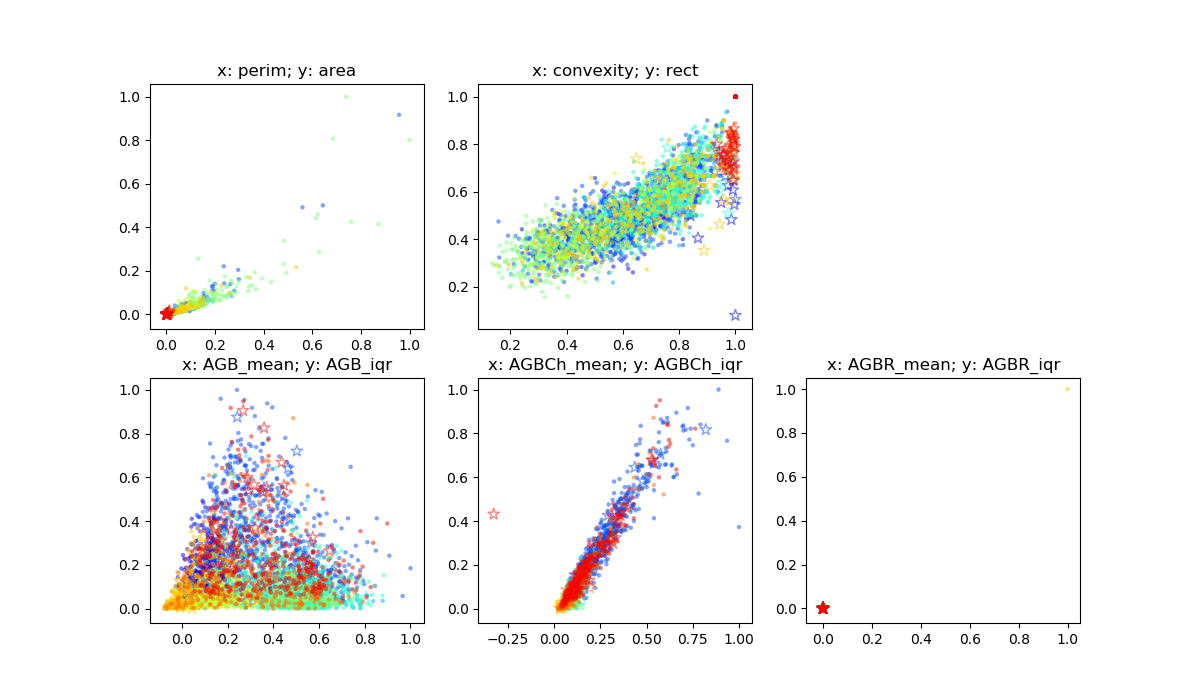 x: perim; y: area
x: convexity; y: rect
1.0
0.8
0.6
0.4
0.2
0.0
0.0 0.2 0.4 0.6 0.8 1.0
1.0
0.8
0.6
0.4
0.2
0.2 0.4 0.6 0.8 1.0
x: AGB_mean; y: AGB_iqr
x: AGBCh_mean; y: AGBCh_iqr
x: AGBR_mean; y: AGBR_iqr
1.0
0.8
0.6
0.4
0.2
0.0
0.0 0.2 0.4 0.6 0.8 1.0
1.0
0.8
0.6
0.4
0.2
0.0
−0.25 0.00 0.25 0.50 0.75 1.00
1.0
0.8
0.6
0.4
0.2
0.0
0.0 0.2 0.4 0.6 0.8 1.0